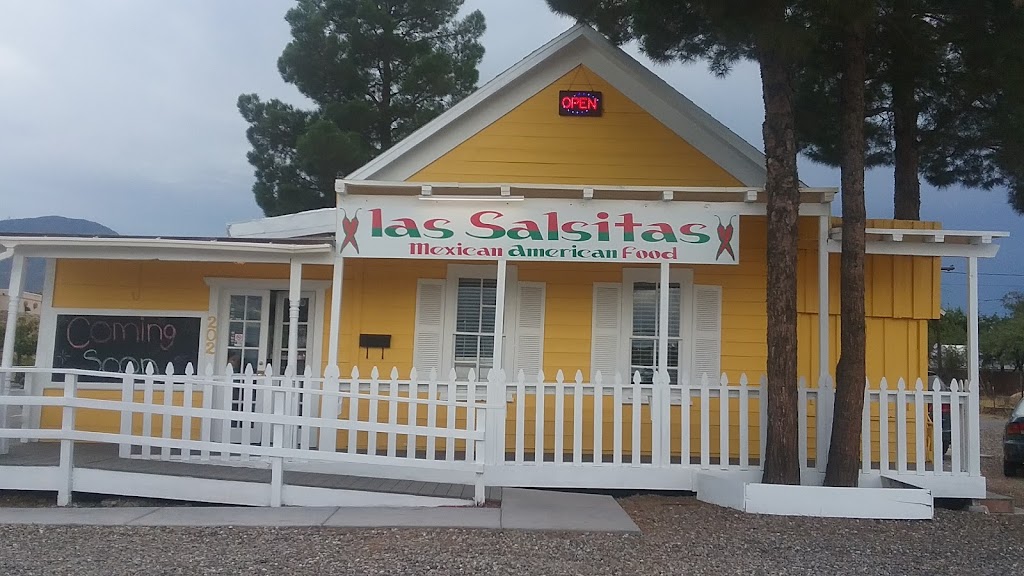 OPEN
las Salsitas
Mexican American Food
Coming
Soon
202